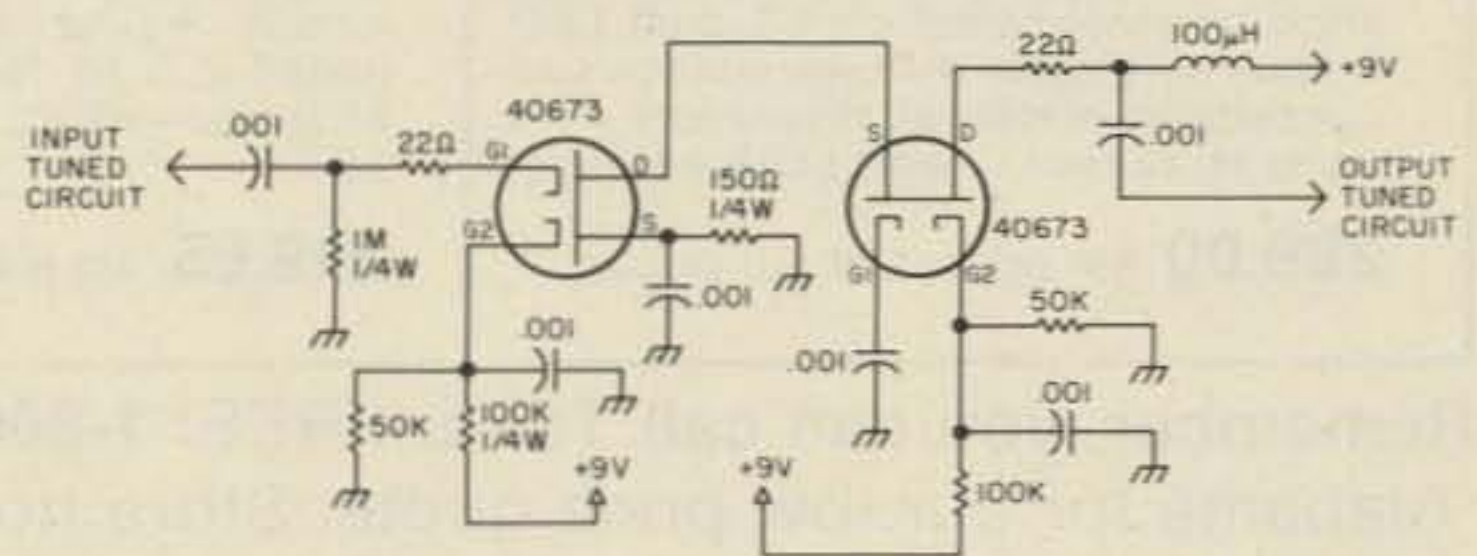 INPUT
TUNED
CIRCUIT
.001
1M
1/4W
22Ω
G1
G2
40673
D
S
150Ω
1/4W
.001
.001
50K
100K
1/4W
+9V
S
D
40673
G1
G2
.001
22Ω
100µH
+9V
.001
OUTPUT
TUNED
CIRCUIT
50K
.001
100K
+9V